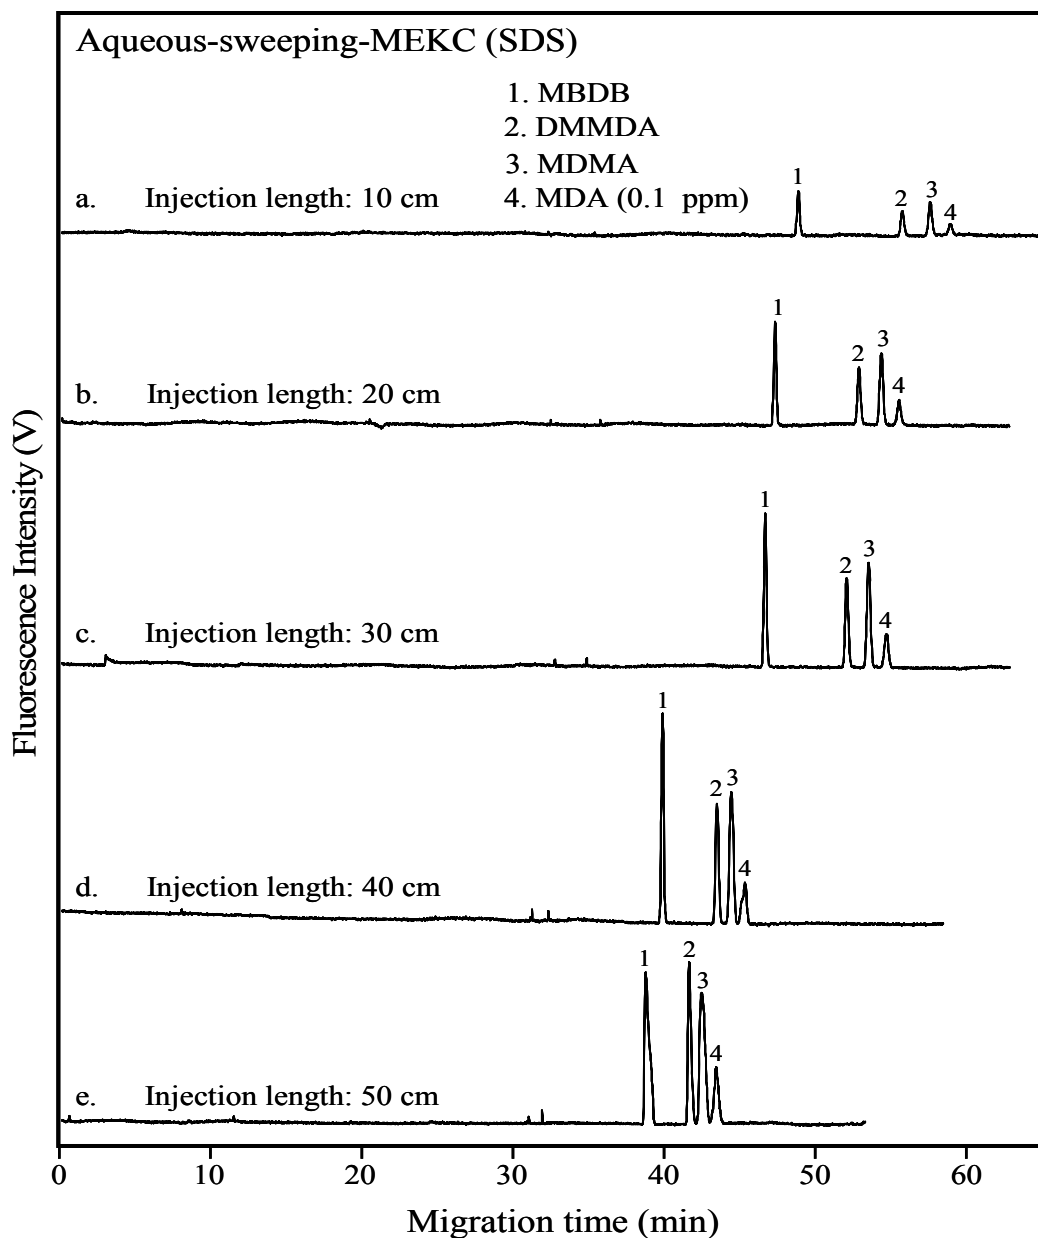 Aqueous-sweeping-MEKC (SDS)
1. MBDB
2. DMMDA
3. MDMA
4. MDA (0.1 ppm)
a. Injection length: 10 cm
1
2
3
4
b. Injection length: 20 cm
1
2
3
4
c. Injection length: 30 cm
1
2
3
4
d. Injection length: 40 cm
1
2
3
4
e. Injection length: 50 cm
1
2
3
4
Fluorescence Intensity (V)
0 10 20 30 40 50 60
Migration time (min)